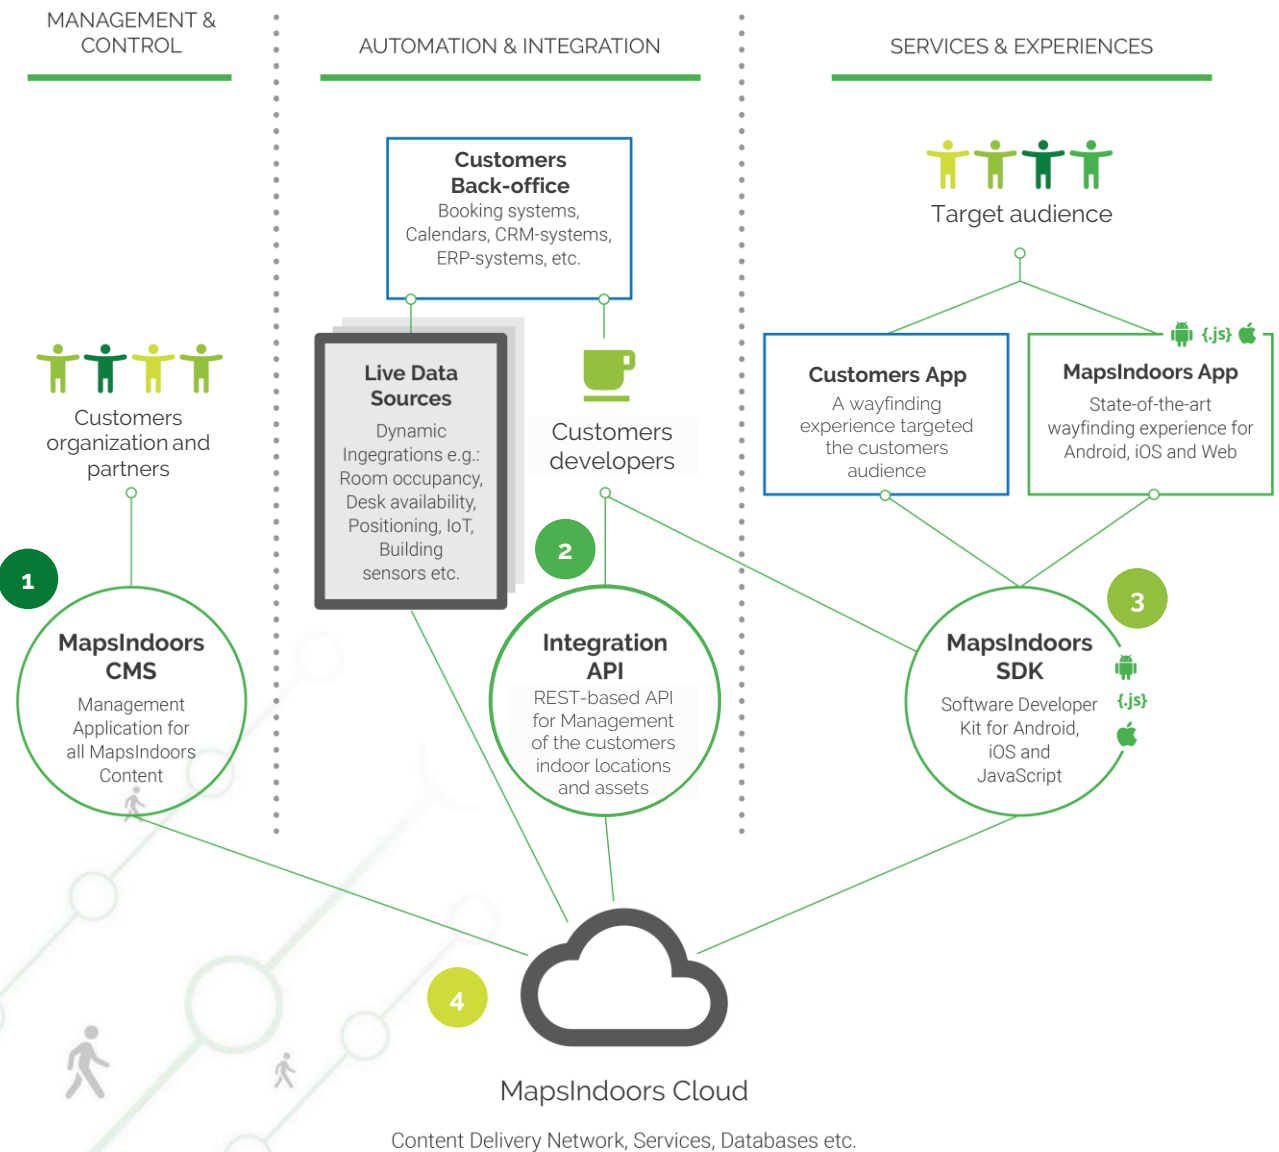 MANAGEMENT &
CONTROL
AUTOMATION & INTEGRATION
SERVICES & EXPERIENCES
Customers
Back-office
Booking systems,
Calendars, CRM-systems,
ERP-systems, etc.
Target audience
Customers
organization and
partners
Live Data
Sources
Dynamic
Ingegrations e.g.:
Room occupancy,
Desk availability,
Positioning, IoT,
Building
sensors etc.
Customers
developers
Customers App
A wayfinding
experience targeted
the customers
audience
{.js}
MapsIndoors App
State-of-the-art
wayfinding experience for
Android, iOS and Web
1
MapsIndoors
CMS
Management
Application for
all MapsIndoors
Content
2
Integration
API
REST-based API
for Management
of the customers
indoor locations
and assets
3
MapsIndoors
SDK
Software Developer
Kit for Android,
iOS and
JavaScript
{.js}
4
MapsIndoors Cloud
Content Delivery Network, Services, Databases etc.